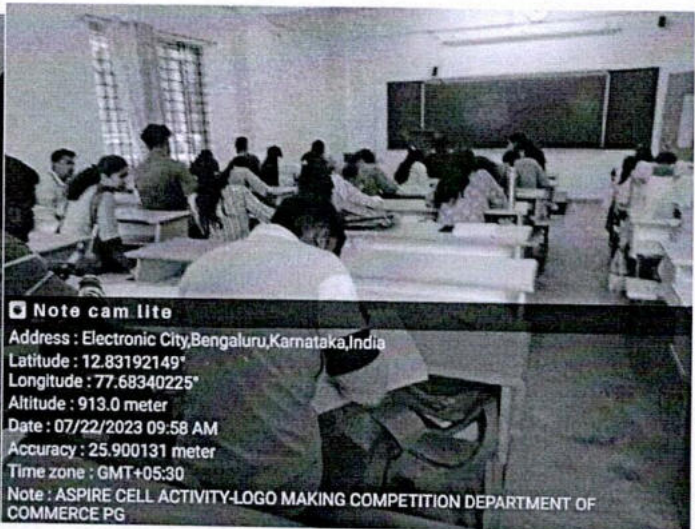 Note cam lite
Address : Electronic City,Bengaluru,Karnataka,India
Latitude : 12.83192149°
Longitude : 77.68340225°
Altitude : 913.0 meter
Date : 07/22/2023 09:58 AM
Accuracy : 25.900131 meter
Time zone : GMT+05:30
Note : ASPIRE CELL ACTIVITY-LOGO MAKING COMPETITION DEPARTMENT OF
COMMERCE PG